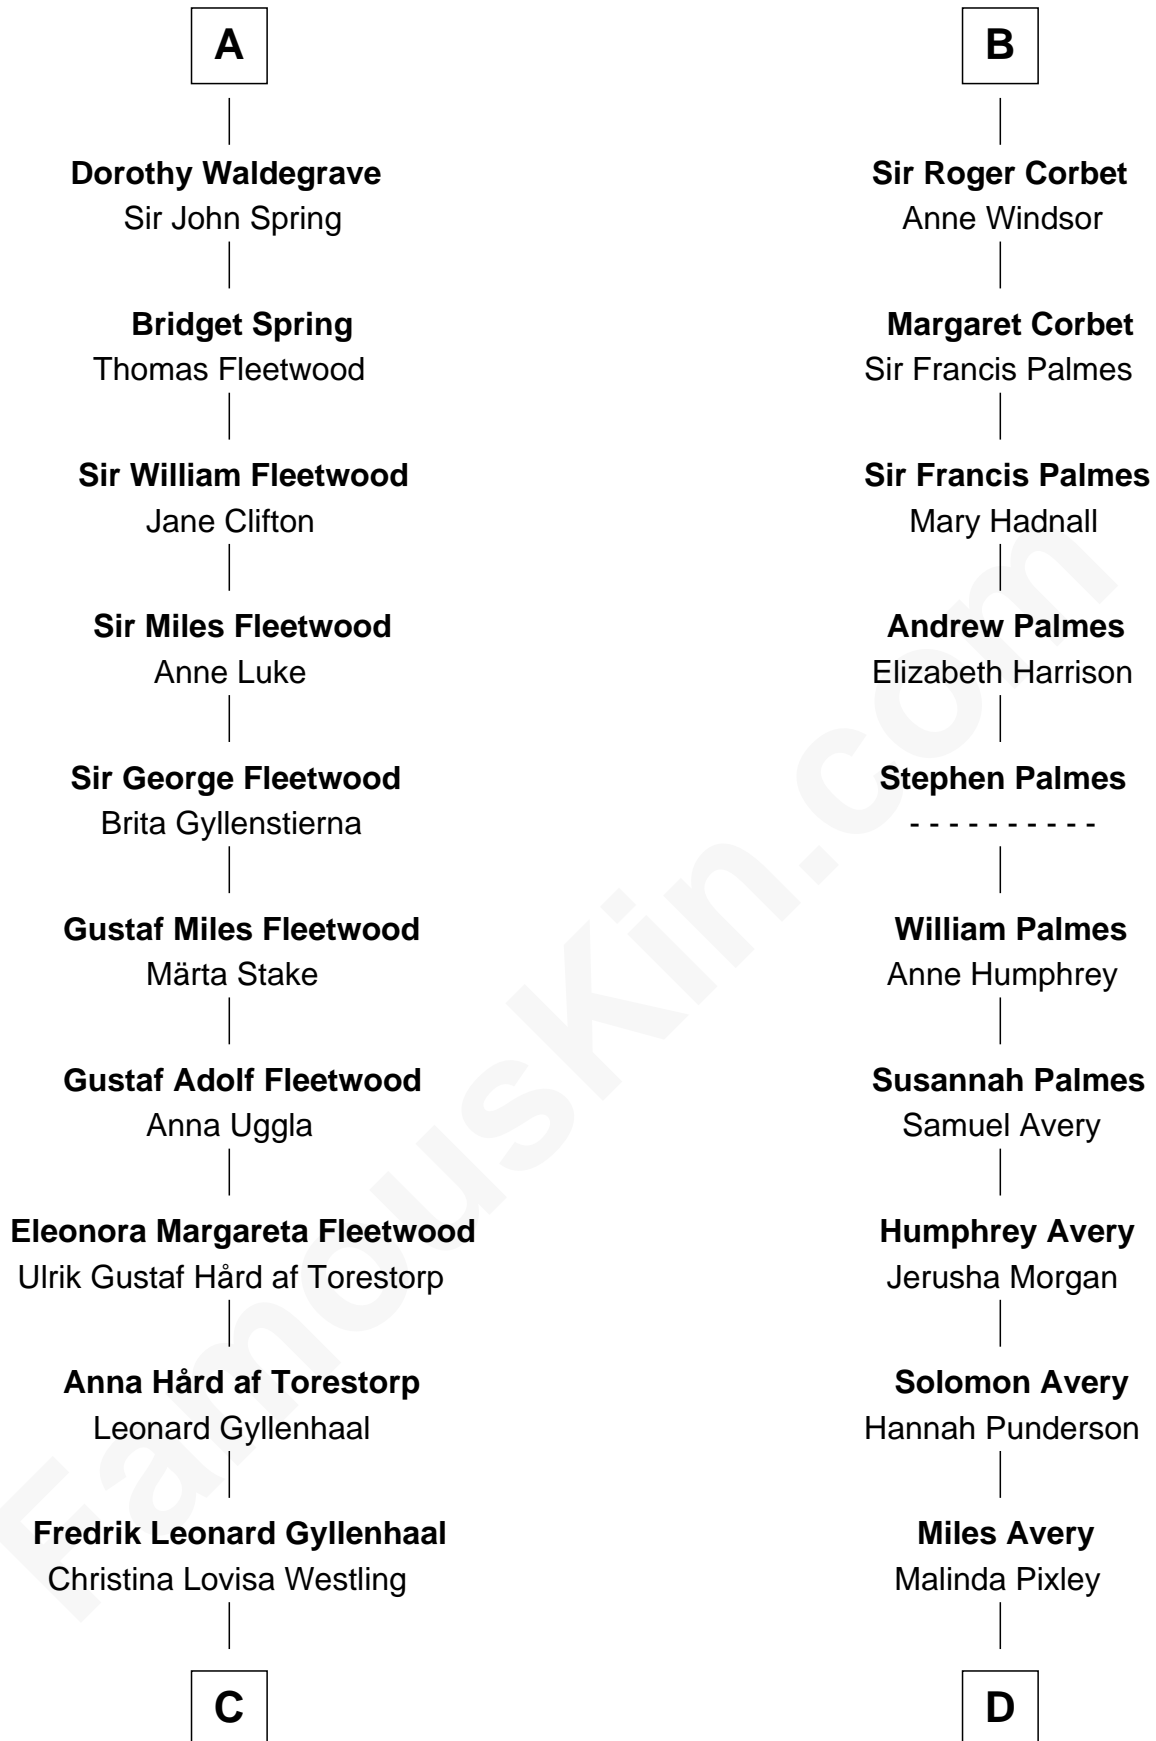 A
Dorothy Waldegrave
Sir John Spring
Bridget Spring
Thomas Fleetwood
Sir William Fleetwood
Jane Clifton
Sir Miles Fleetwood
Anne Luke
Sir George Fleetwood
Brita Gyllenstierna
Gustaf Miles Fleetwood
Märta Stake
Gustaf Adolf Fleetwood
Anna Uggla
Eleonora Margareta Fleetwood
Ulrik Gustaf Hård af Torestorp
Anna Hård af Torestorp
Leonard Gyllenhaal
Fredrik Leonard Gyllenhaal
Christina Lovisa Westling
C
B
Sir Roger Corbet
Anne Windsor
Margaret Corbet
Sir Francis Palmes
Sir Francis Palmes
Mary Hadnall
Andrew Palmes
Elizabeth Harrison
Stephen Palmes
- - - - - - - - - -
William Palmes
Anne Humphrey
Susannah Palmes
Samuel Avery
Humphrey Avery
Jerusha Morgan
Solomon Avery
Hannah Punderson
Miles Avery
Malinda Pixley
D
FamousKin.com